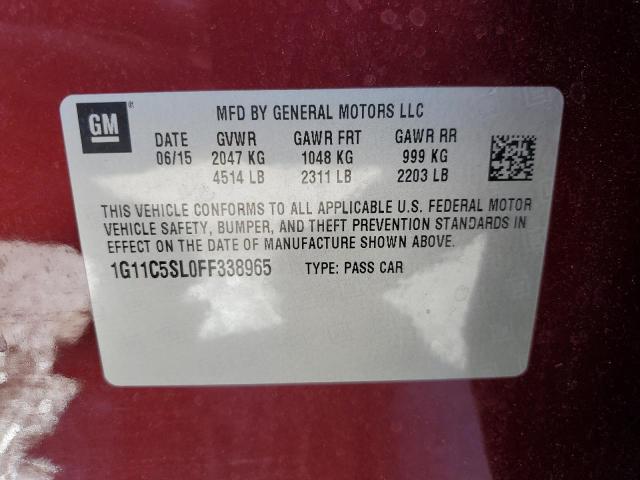 GM
MFD BY GENERAL MOTORS LLC
DATE GVWR GAWR FRT GAWR RR
06/15 2047 KG 1048 KG 999 KG
4514 LB 2311 LB 2203 LB
THIS VEHICLE CONFORMS TO ALL APPLICABLE U.S. FEDERAL MOTOR
VEHICLE SAFETY, BUMPER, AND THEFT PREVENTION STANDARDS IN
EFFECT ON THE DATE OF MANUFACTURE SHOWN ABOVE.
1G11C5SL0FF338965 TYPE: PASS CAR